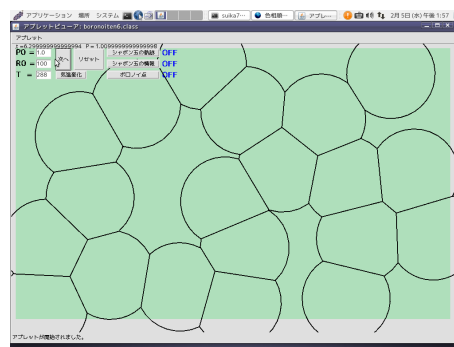 アプリケーション 場所 システム suika7… 色相環… アプレ… 2月 5日 (水) 午後 1:57
アプレットビューア: boronoiten6.class
アプレット
t =6.299999999999994 P = 1.0099999999999998
P0 = 1.0 次へ リセット シャボン玉の軌跡 OFF
R0 = 100 シャボン玉の情報 OFF
T = 288 気温変化 ボロノイ点 OFF
アプレットが開始されました。